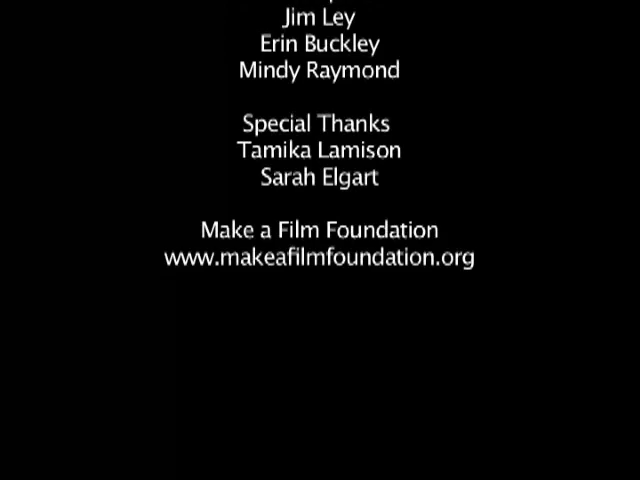 Jim Ley
Erin Buckley
Mindy Raymond
Special Thanks
Tamika Lamison
Sarah Elgart
Make a Film Foundation
www.makeafilmfoundation.org